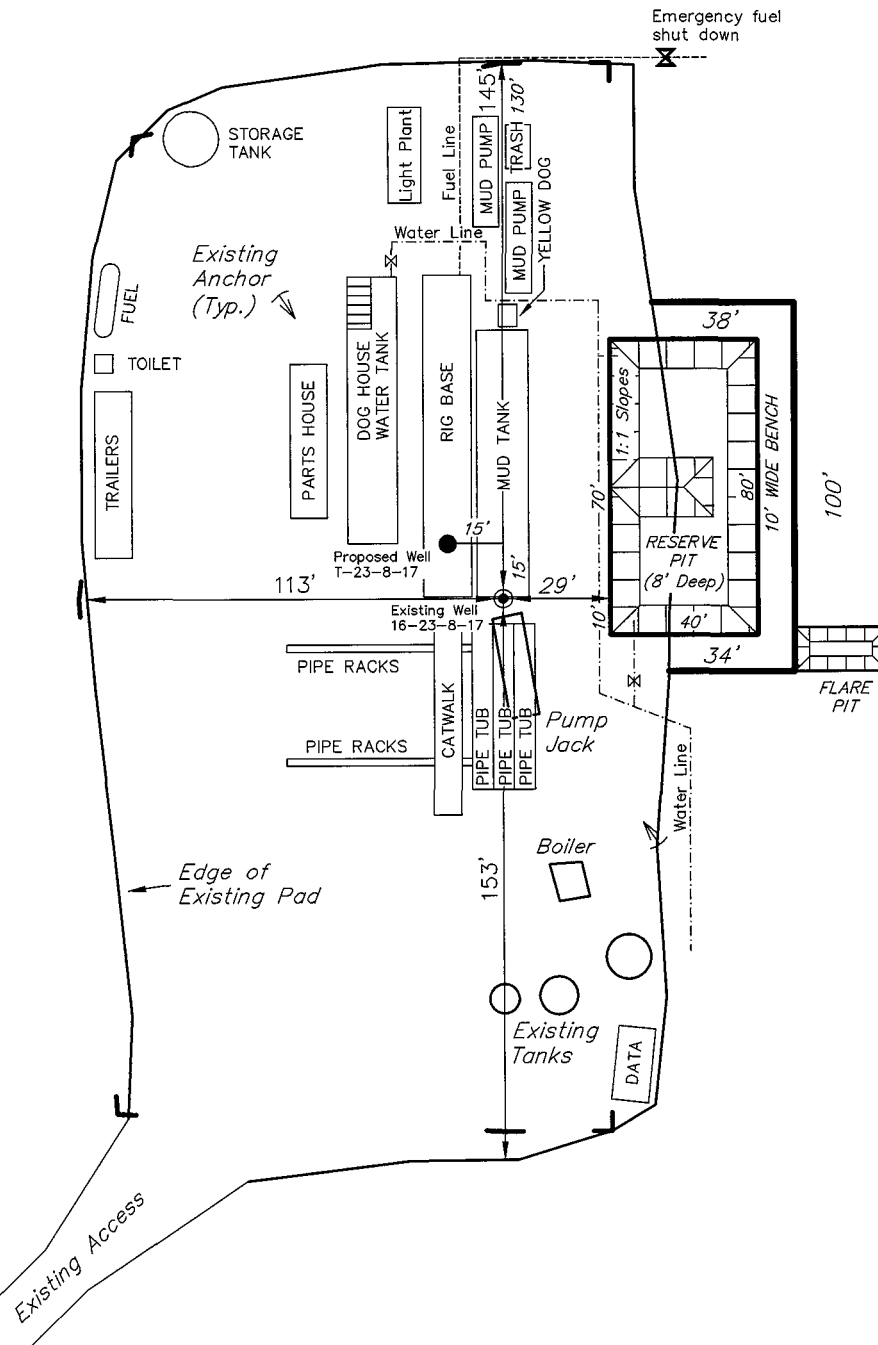 Emergency fuel
shut down
145'
130'
STORAGE
TANK
Light Plant
Fuel Line
MUD PUMP
TRASH
MUD PUMP
YELLOW DOG
Water Line
Existing
Anchor
(Typ.)
FUEL
TOILET
TRAILERS
PARTS HOUSE
DOG HOUSE
WATER TANK
RIG BASE
MUD TANK
38'
1:1 Slopes
70'
80'
10' WIDE BENCH
100'
15'
Proposed Well
T-23-8-17
RESERVE
PIT
(8' Deep)
113'
15'
29'
10'
40'
Existing Well
16-23-8-17
34'
FLARE
PIT
PIPE RACKS
PIPE RACKS
CATWALK
PIPE TUB
PIPE TUB
PIPE TUB
Pump
Jack
Water Line
Boiler
153'
Edge of
Existing Pad
Existing
Tanks
DATA
Existing Access